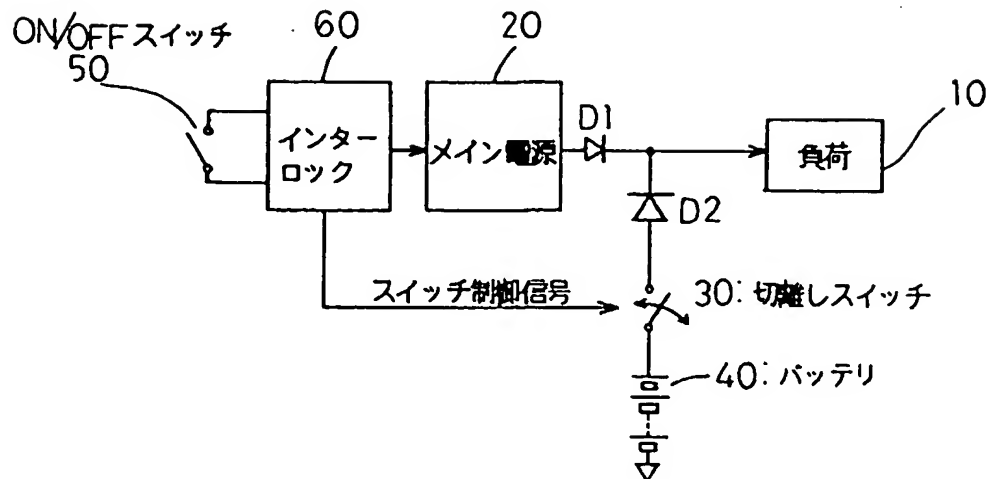 ON/OFFスイッチ
50
60
20
10
インター
ロック
メイン電源
D1
負荷
D2
スイッチ制御信号
30:切離しスイッチ
40:バッテリ